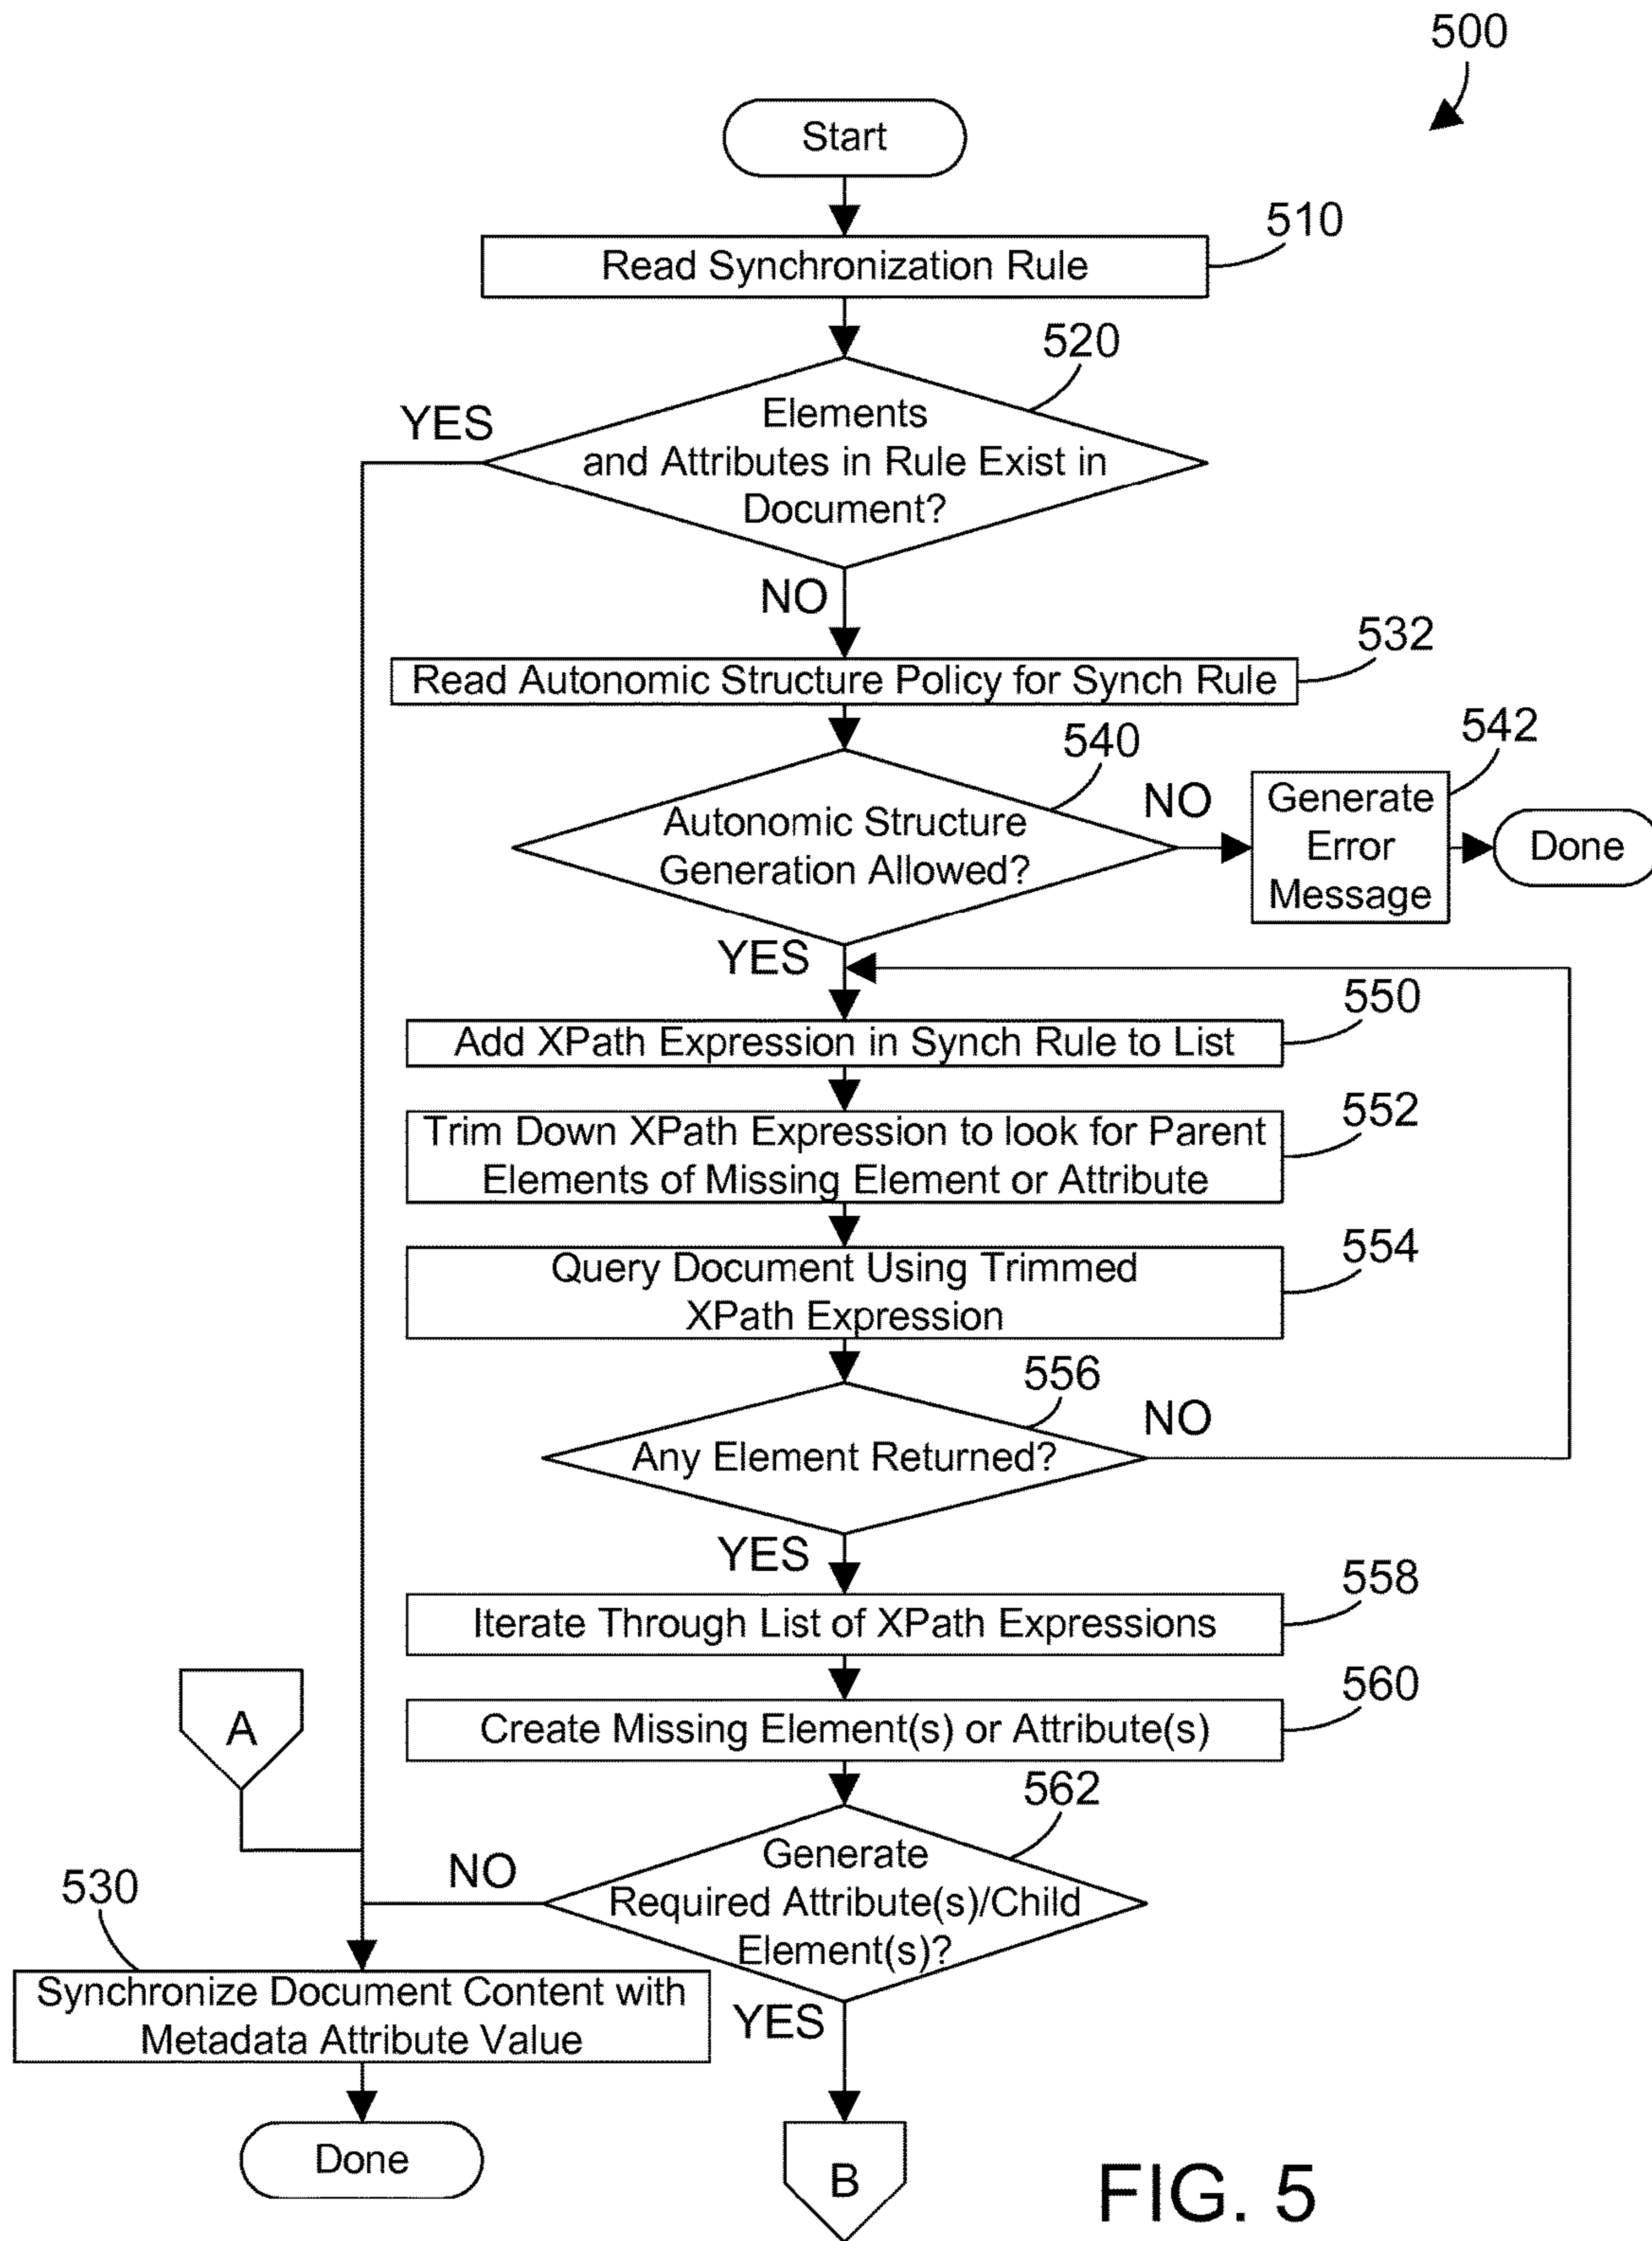 500
Start
510
Read Synchronization Rule
520
YES
Elements
and Attributes in Rule Exist in
Document?
NO
532
Read Autonomic Structure Policy for Synch Rule
540
542
NO
Autonomic Structure
Generation Allowed?
Generate
Error
Message
Done
YES
550
Add XPath Expression in Synch Rule to List
552
Trim Down XPath Expression to look for Parent
Elements of Missing Element or Attribute
554
Query Document Using Trimmed
XPath Expression
556
NO
Any Element Returned?
YES
558
Iterate Through List of XPath Expressions
560
A
Create Missing Element(s) or Attribute(s)
562
NO
Generate
Required Attribute(s)/Child
Element(s)?
530
Synchronize Document Content with
Metadata Attribute Value
YES
Done
B
FIG. 5